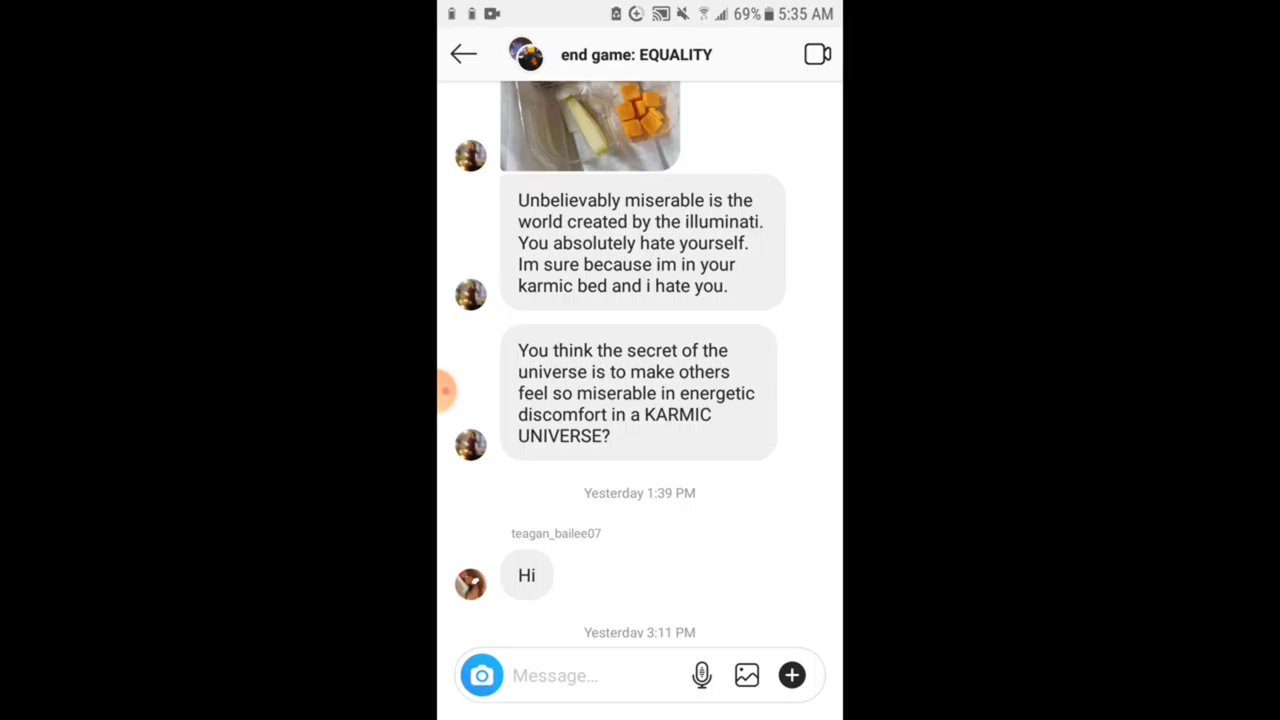 69% 5:35 AM
end game: EQUALITY
Unbelievably miserable is the
world created by the illuminati.
You absolutely hate yourself.
Im sure because im in your
karmic bed and i hate you.
You think the secret of the
universe is to make others
feel so miserable in energetic
discomfort in a KARMIC
UNIVERSE?
Yesterday 1:39 PM
teagan_bailee07
Hi
Yesterday 3:11 PM
Message...